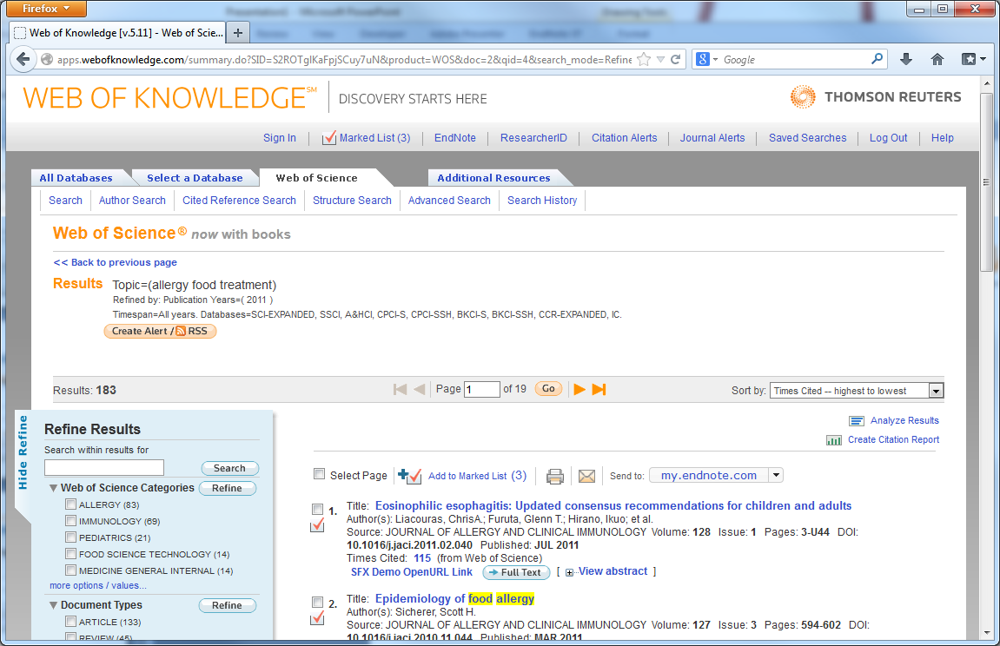 Firefox
Web of Knowledge [v.5.11] - Web of Scie...
apps.webofknowledge.com/summary.do?SID=S2ROTgIKaFpjSCuy7uN&product=WOS&doc=2&qid=4&search_mode=Refine
Google
WEB OF KNOWLEDGE SM DISCOVERY STARTS HERE
THOMSON REUTERS
Sign In Marked List (3) EndNote ResearcherID Citation Alerts Journal Alerts Saved Searches Log Out Help
All Databases Select a Database Web of Science Additional Resources
Search Author Search Cited Reference Search Structure Search Advanced Search Search History
Web of Science® now with books
<< Back to previous page
Results Topic=(allergy food treatment)
Refined by: Publication Years=( 2011 )
Timespan=All years. Databases=SCI-EXPANDED, SSCI, A&HCI, CPCI-S, CPCI-SSH, BKCI-S, BKCI-SSH, CCR-EXPANDED, IC.
Create Alert / RSS
Results: 183 Page 1 of 19 Go Sort by: Times Cited -- highest to lowest
Hide Refine
Refine Results
Search within results for
Search
Web of Science Categories Refine
ALLERGY (83)
IMMUNOLOGY (69)
PEDIATRICS (21)
FOOD SCIENCE TECHNOLOGY (14)
MEDICINE GENERAL INTERNAL (14)
more options / values...
Document Types Refine
ARTICLE (133)
REVIEW (45)
Analyze Results
Create Citation Report
Select Page Add to Marked List (3) Send to: my.endnote.com
1. Title: Eosinophilic esophagitis: Updated consensus recommendations for children and adults
Author(s): Liacouras, ChrisA.; Furuta, Glenn T.; Hirano, Ikuo; et al.
Source: JOURNAL OF ALLERGY AND CLINICAL IMMUNOLOGY Volume: 128 Issue: 1 Pages: 3-U44 DOI:
10.1016/j.jaci.2011.02.040 Published: JUL 2011
Times Cited: 115 (from Web of Science)
SFX Demo OpenURL Link Full Text [ View abstract ]
2. Title: Epidemiology of food allergy
Author(s): Sicherer, Scott H.
Source: JOURNAL OF ALLERGY AND CLINICAL IMMUNOLOGY Volume: 127 Issue: 3 Pages: 594-602 DOI:
10.1016/j.jaci.2010.11.044 Published: MAR 2011